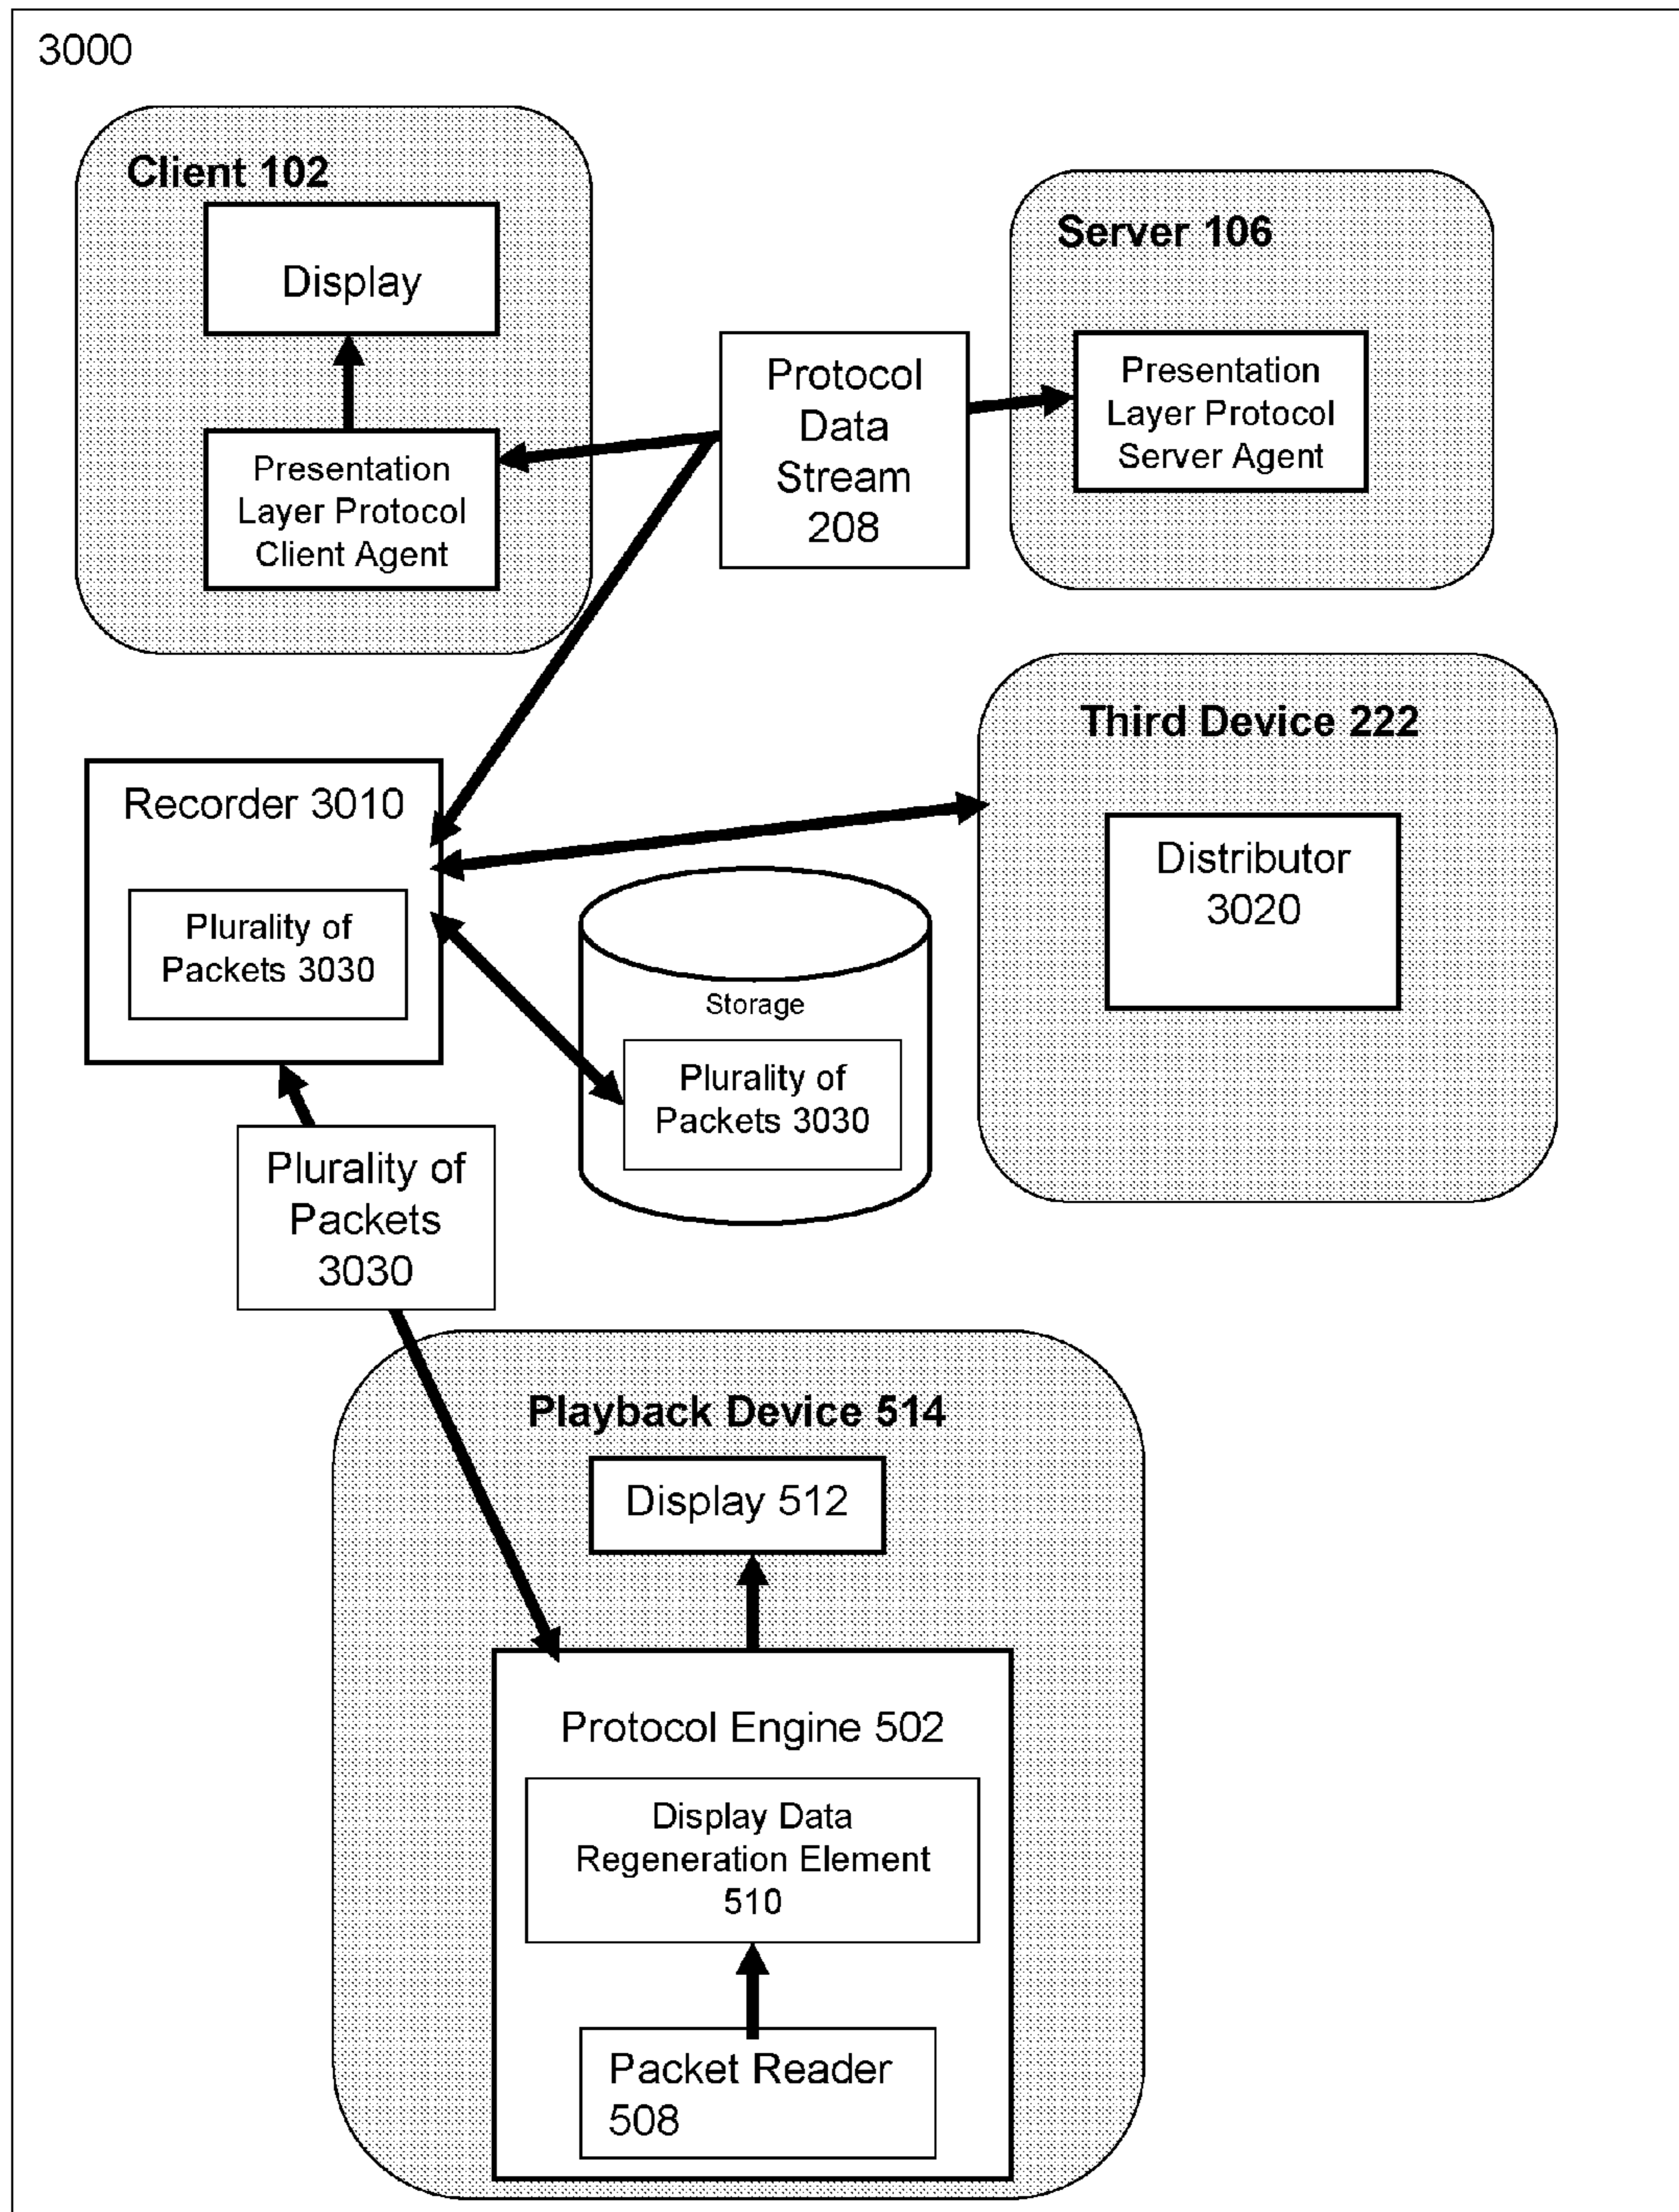 3000
Client 102
Display
Presentation
Layer Protocol
Client Agent
Protocol
Data
Stream
208
Server 106
Presentation
Layer Protocol
Server Agent
Recorder 3010
Plurality of
Packets 3030
Third Device 222
Distributor
3020
Storage
Plurality of
Packets 3030
Plurality of
Packets
3030
Playback Device 514
Display 512
Protocol Engine 502
Display Data
Regeneration Element
510
Packet Reader
508